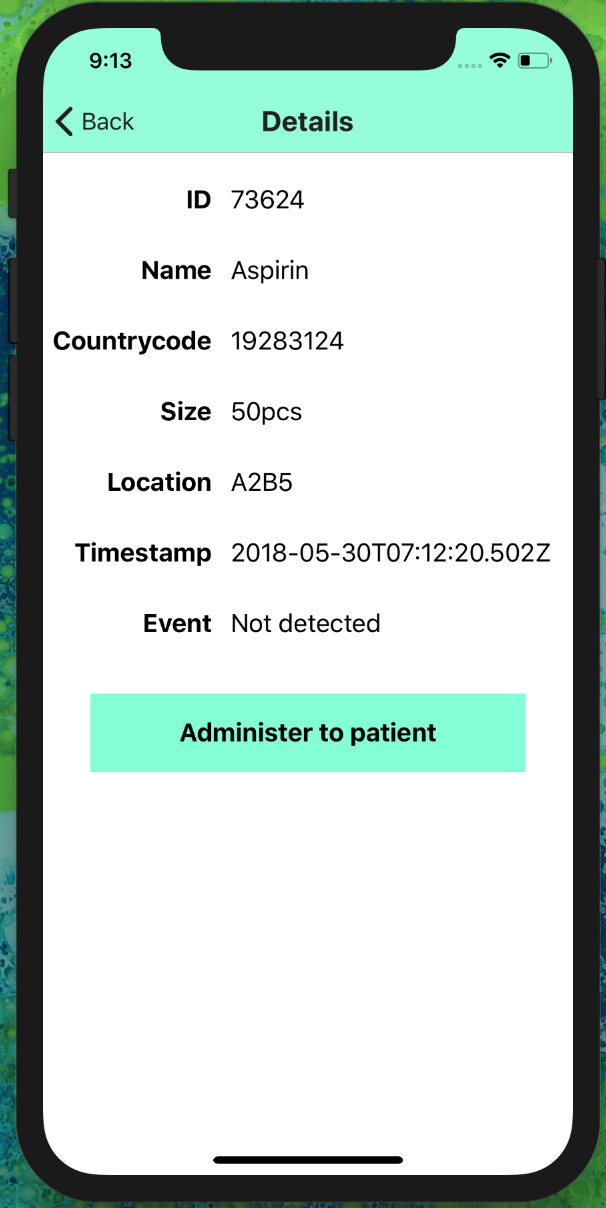 9:13
Back Details
ID 73624
Name Aspirin
Countrycode 19283124
Size 50pcs
Location A2B5
Timestamp 2018-05-30T07:12:20.502Z
Event Not detected
Administer to patient